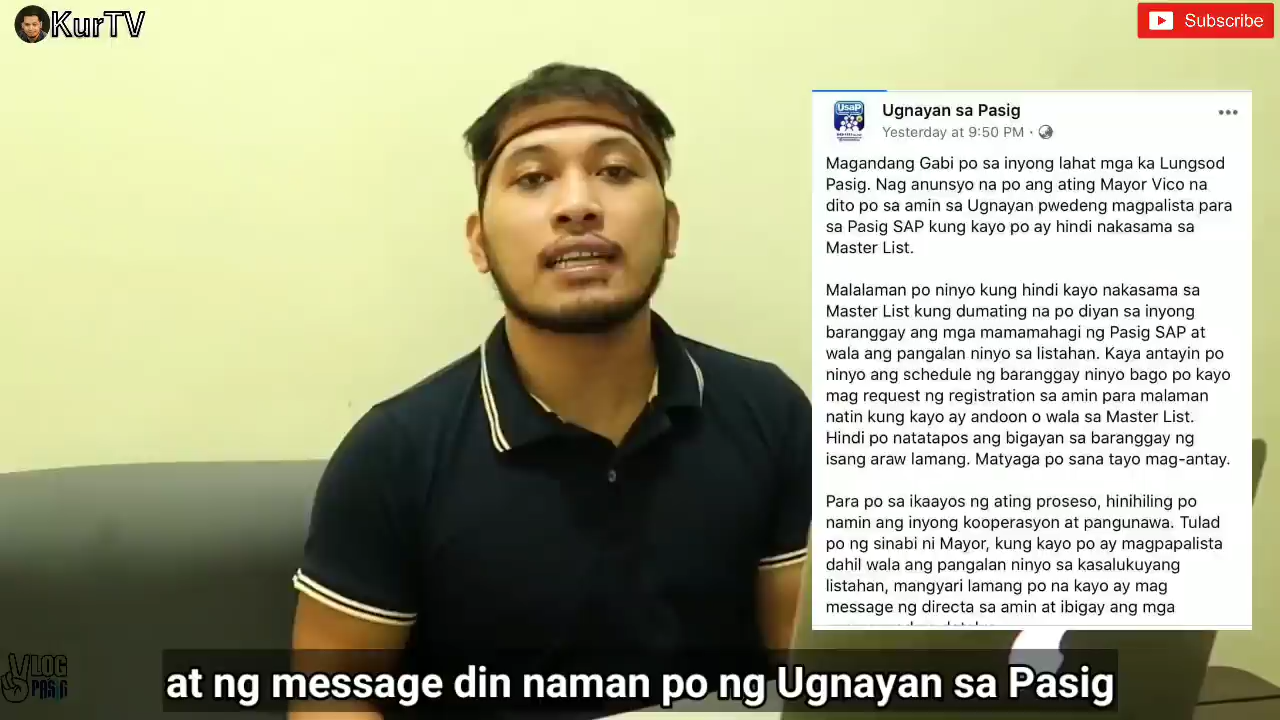 KurTV
Subscribe
UsaP
Ugnayan sa Pasig
Yesterday at 9:50 PM ·
Magandang Gabi po sa inyong lahat mga ka Lungsod
Pasig. Nag anunsyo na po ang ating Mayor Vico na
dito po sa amin sa Ugnayan pwedeng magpalista para
sa Pasig SAP kung kayo po ay hindi nakasama sa
Master List.
Malalaman po ninyo kung hindi kayo nakasama sa
Master List kung dumating na po diyan sa inyong
baranggay ang mga mamamahagi ng Pasig SAP at
wala ang pangalan ninyo sa listahan. Kaya antayin po
ninyo ang schedule ng baranggay ninyo bago po kayo
mag request ng registration sa amin para malaman
natin kung kayo ay andoon o wala sa Master List.
Hindi po natatapos ang bigayan sa baranggay ng
isang araw lamang. Matyaga po sana tayo mag-antay.
Para po sa ikaayos ng ating proseso, hinihiling po
namin ang inyong kooperasyon at pangunawa. Tulad
po ng sinabi ni Mayor, kung kayo po ay magpapalista
dahil wala ang pangalan ninyo sa kasalukuyang
listahan, mangyari lamang po na kayo ay mag
message ng directa sa amin at ibigay ang mga
VLOG
PASIG
at ng message din naman po ng Ugnayan sa Pasig